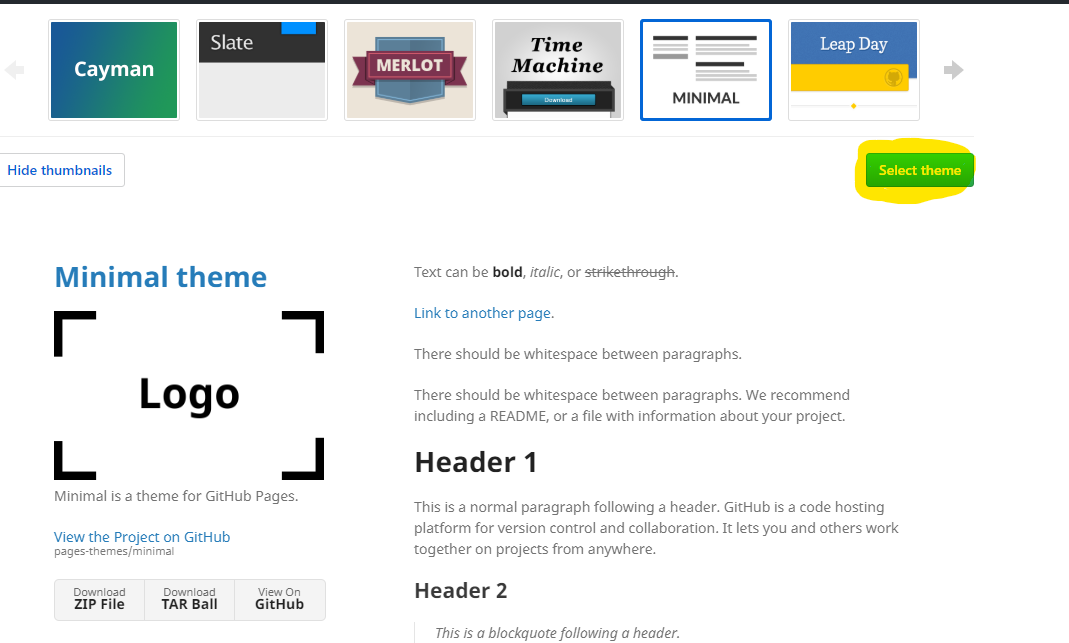 Cayman
Slate
MERLOT
Time
Machine
Download
MINIMAL
Leap Day
Hide thumbnails
Select theme
Minimal theme
Logo
Minimal is a theme for GitHub Pages.
View the Project on GitHub
pages-themes/minimal
Download
ZIP File
Download
TAR Ball
View On
GitHub
Text can be bold, italic, or strikethrough.
Link to another page.
There should be whitespace between paragraphs.
There should be whitespace between paragraphs. We recommend
including a README, or a file with information about your project.
Header 1
This is a normal paragraph following a header. GitHub is a code hosting
platform for version control and collaboration. It lets you and others work
together on projects from anywhere.
Header 2
This is a blockquote following a header.